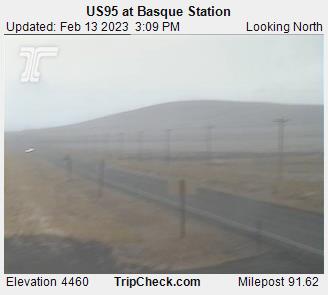 US95 at Basque Station
Updated: Feb 13 2023 3:09 PM Looking North
Elevation 4460 TripCheck.com Milepost 91.62